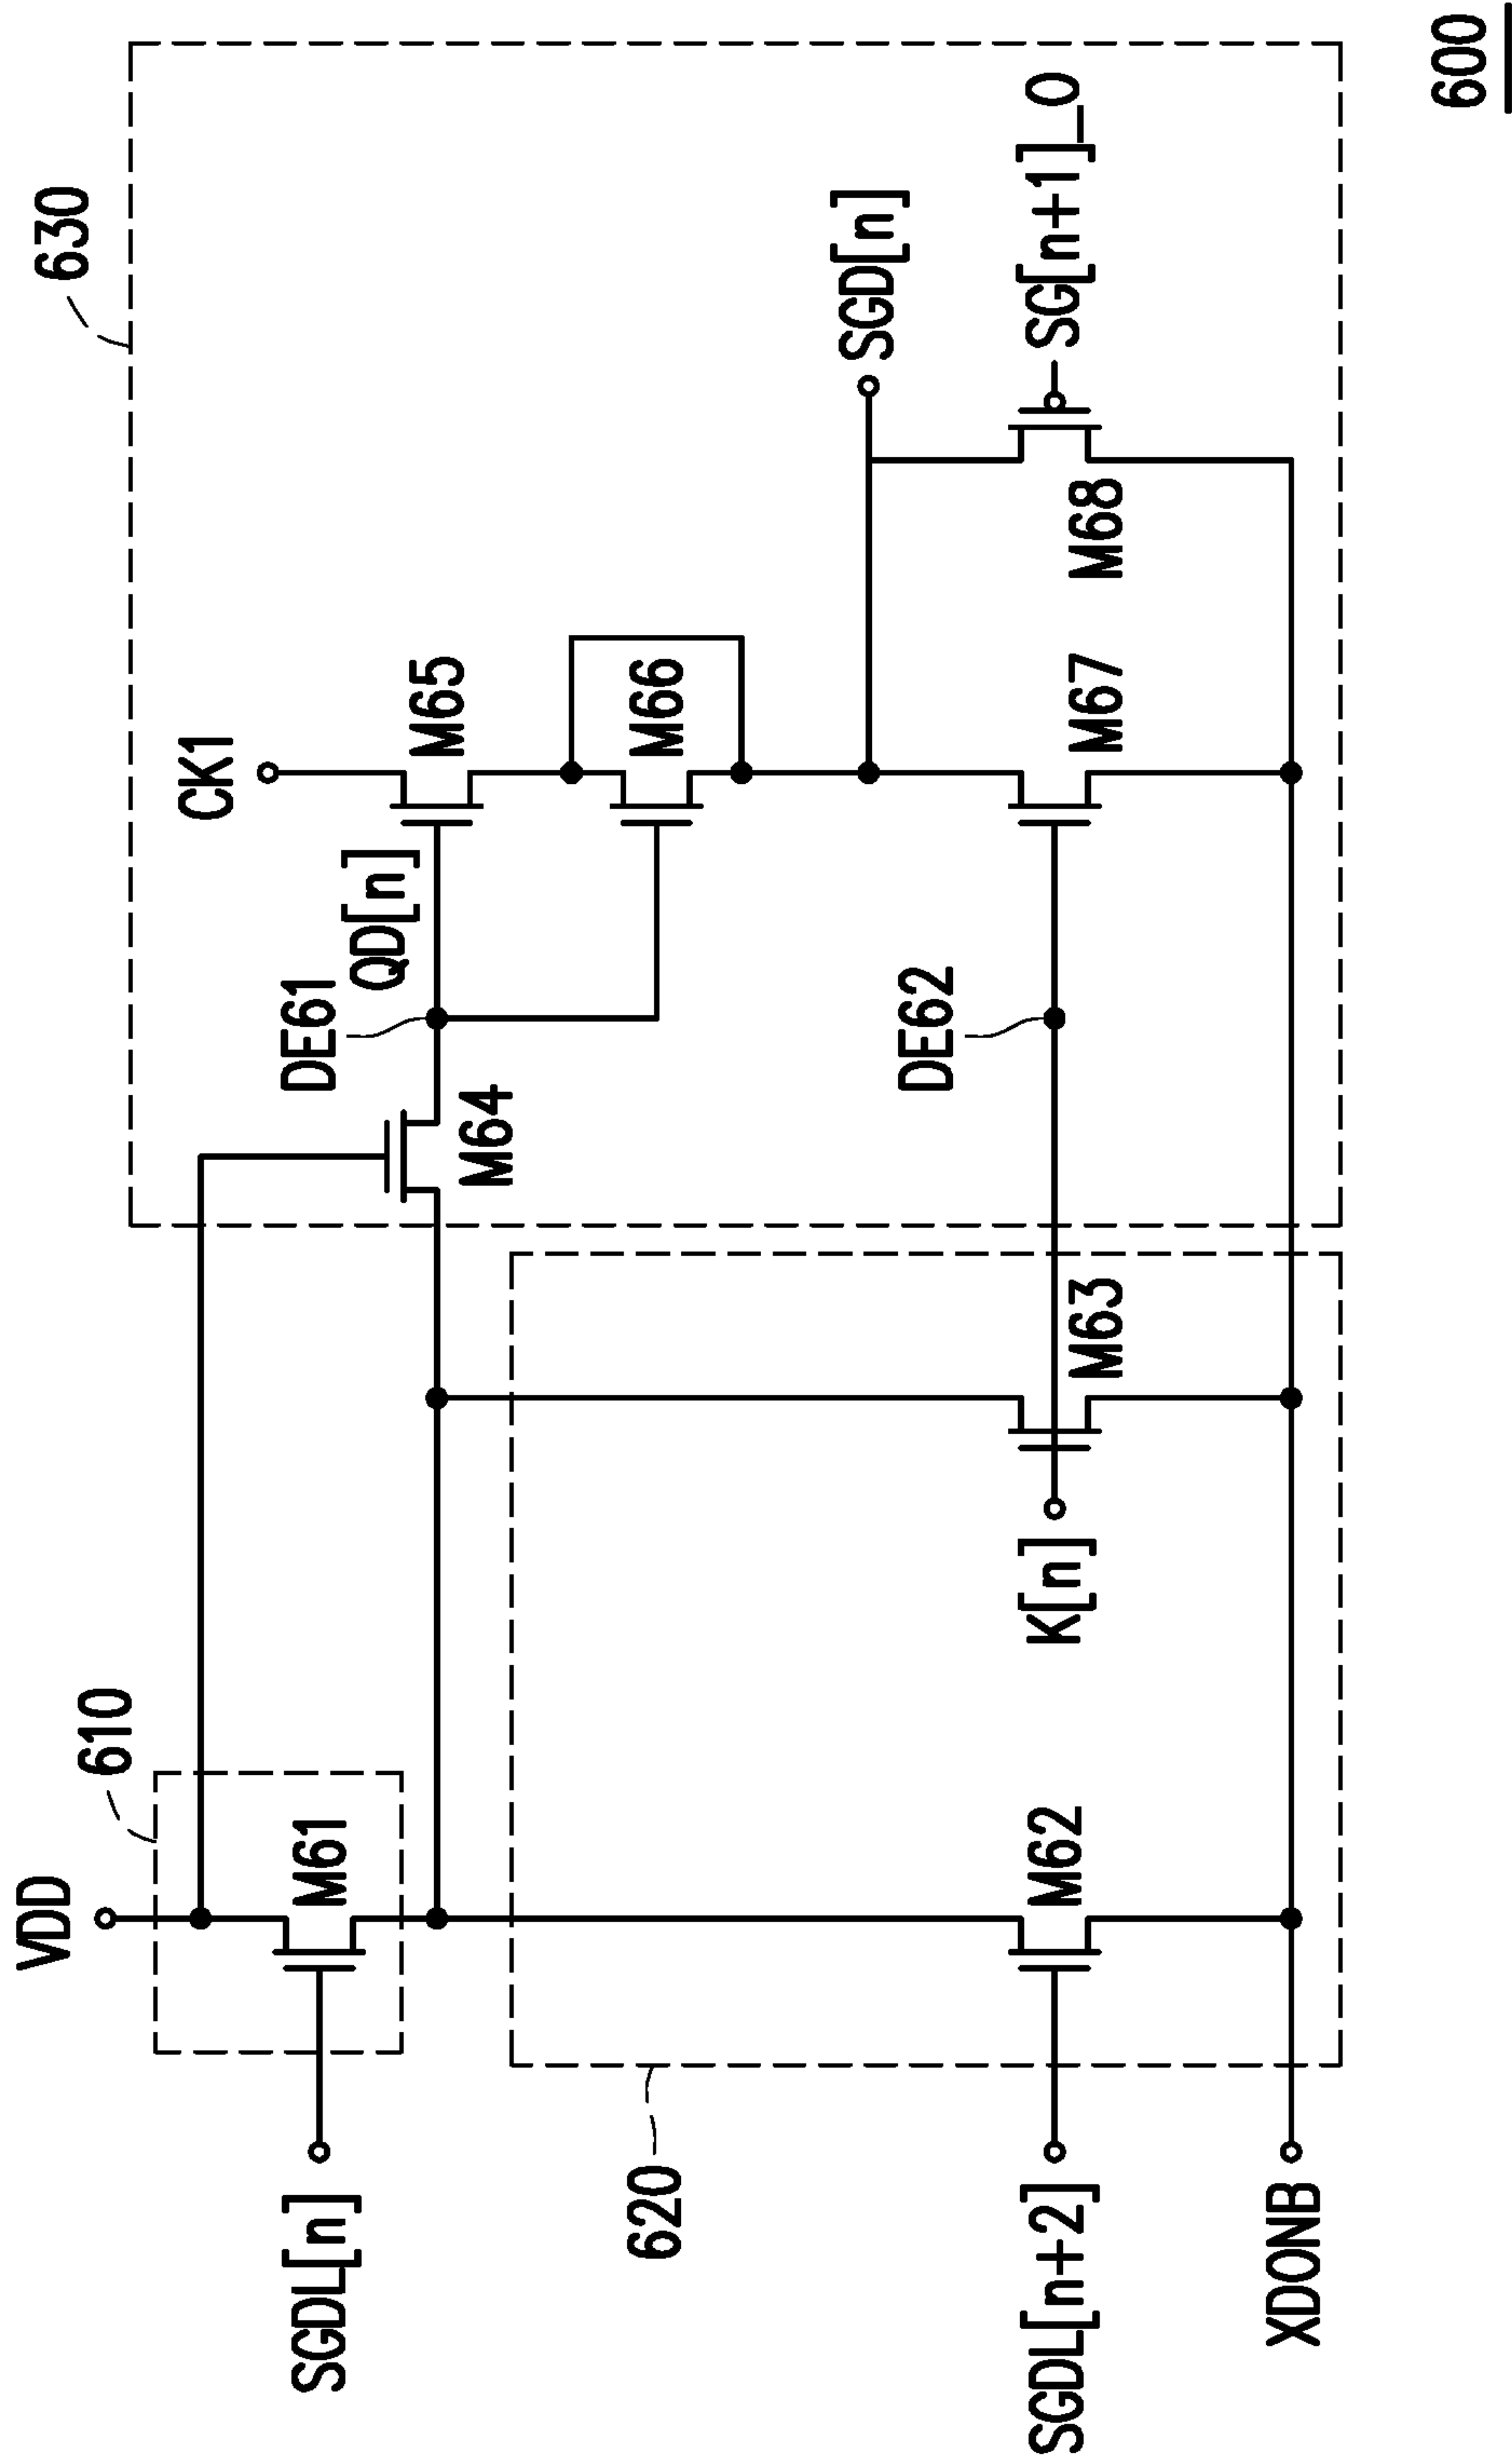 630
CK1
M65
QD[n]
DE61
M66
M64
SGD[n]
SG[n+1]_O
DE62
M67
M68
VDD
610
M61
SGDL[n]
K[n]
M63
620
M62
SGDL[n+2]
XDONB
600